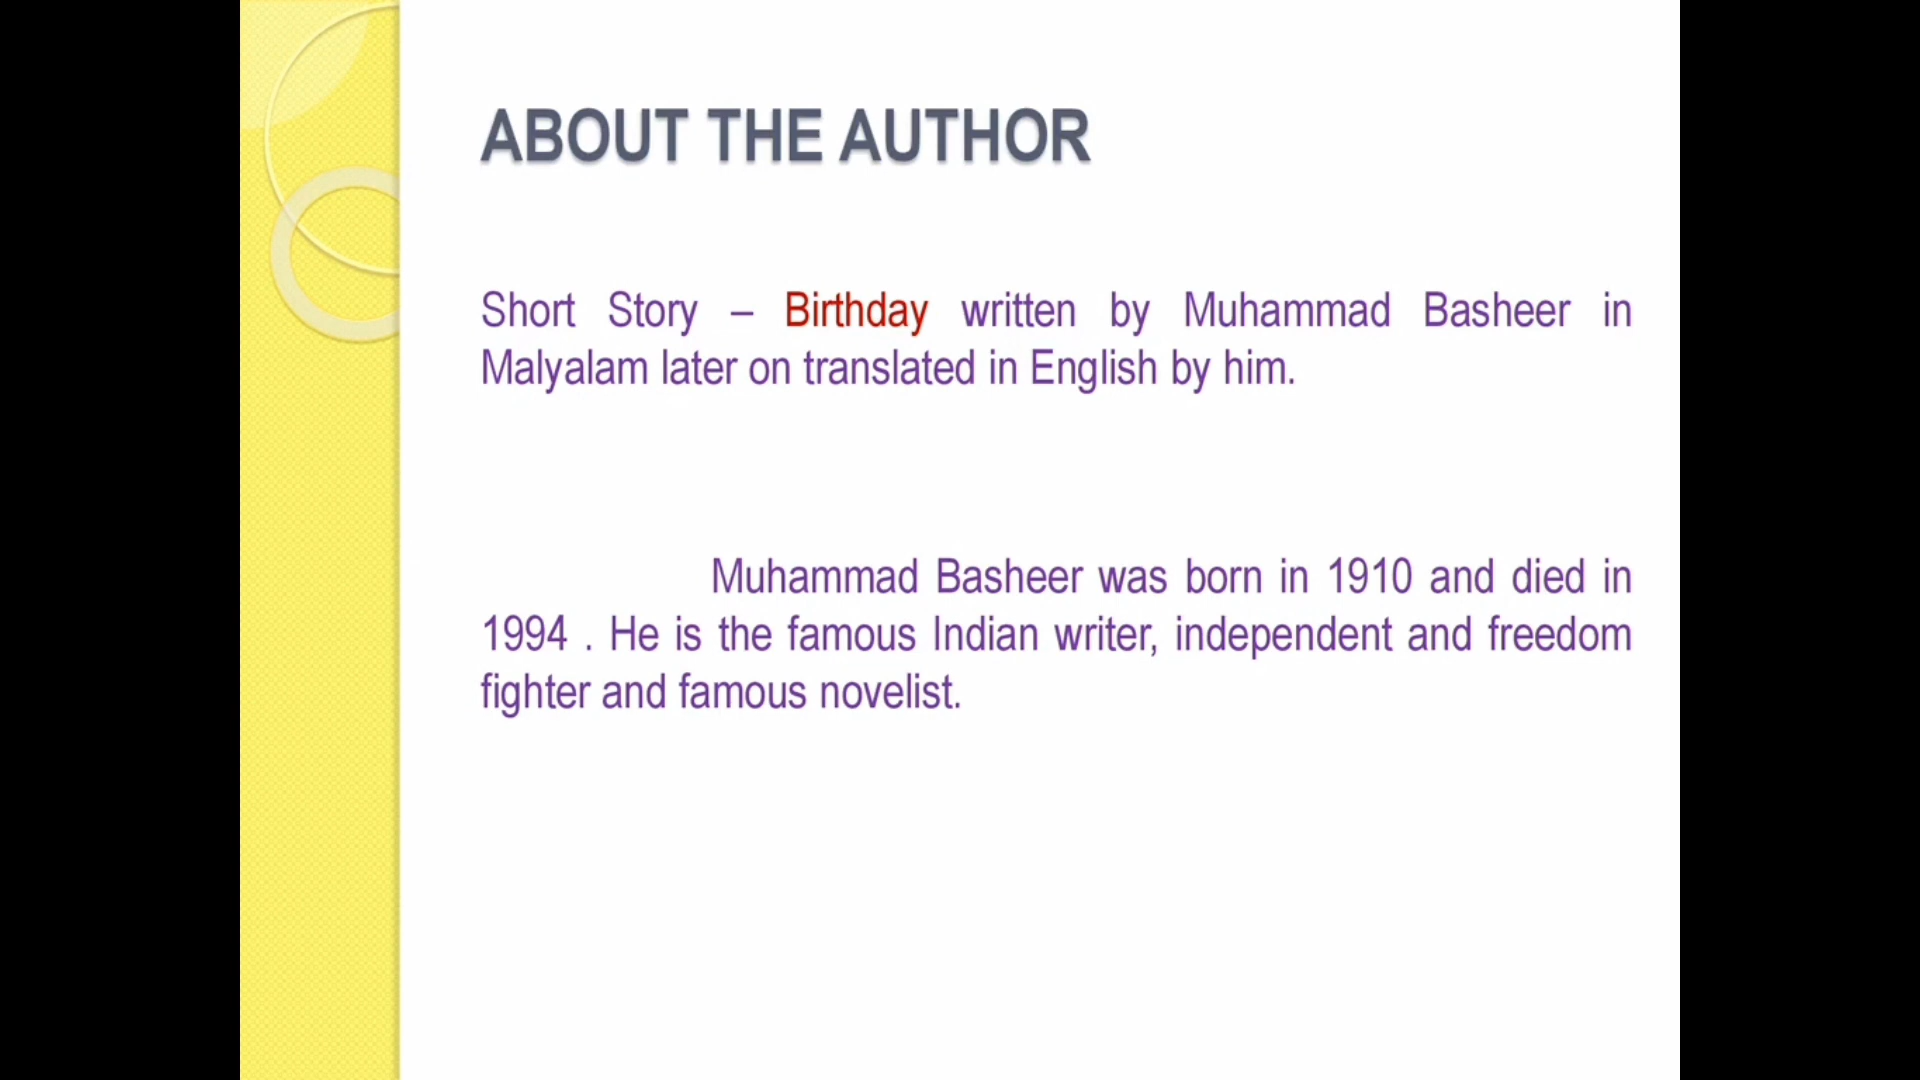 ABOUT THE AUTHOR
Short Story – Birthday written by Muhammad Basheer in
Malyalam later on translated in English by him.
Muhammad Basheer was born in 1910 and died in
1994 . He is the famous Indian writer, independent and freedom
fighter and famous novelist.